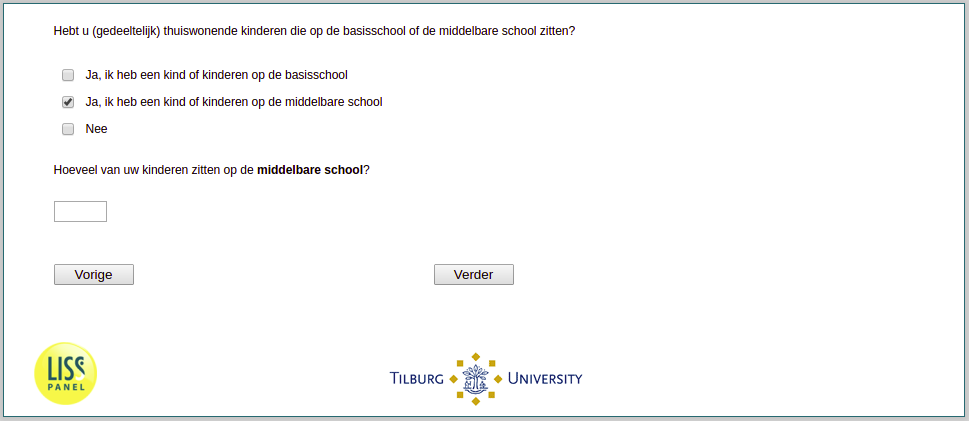 Hebt u (gedeeltelijk) thuiswonende kinderen die op de basisschool of de middelbare school zitten?
Ja, ik heb een kind of kinderen op de basisschool
Ja, ik heb een kind of kinderen op de middelbare school
Nee
Hoeveel van uw kinderen zitten op de middelbare school?
Vorige Verder
LISS
PANEL
TILBURG UNIVERSITY